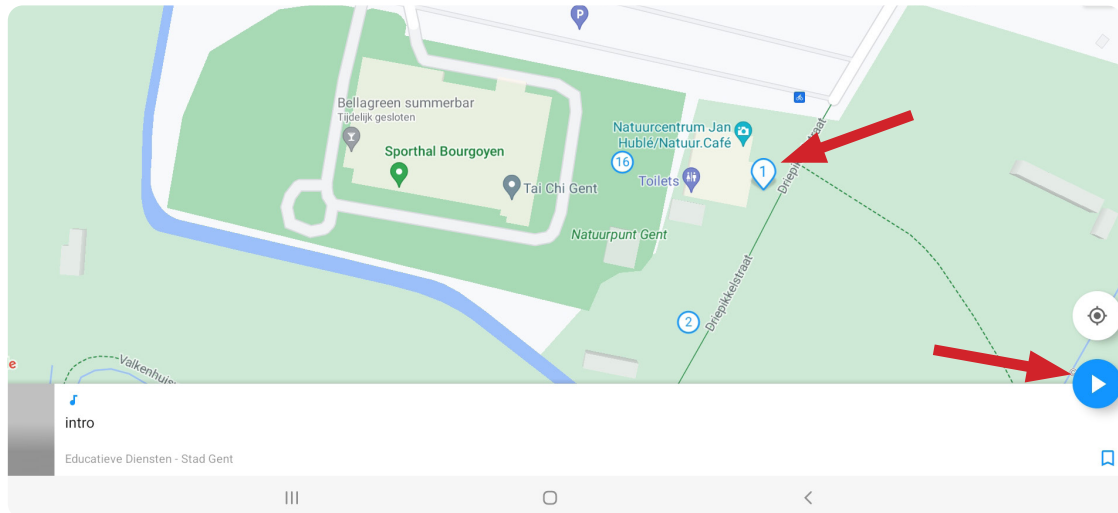 P
Bellagreen summerbar
Tijdelijk gesloten
Sporthal Bourgoyen
Tai Chi Gent
Natuurcentrum Jan
Hublé/Natuur.Café
16
Toilets
1
Driepikkelstraat
Natuurpunt Gent
Driepikkelstraat
2
e
Valkenhuis
intro
Educatieve Diensten - Stad Gent